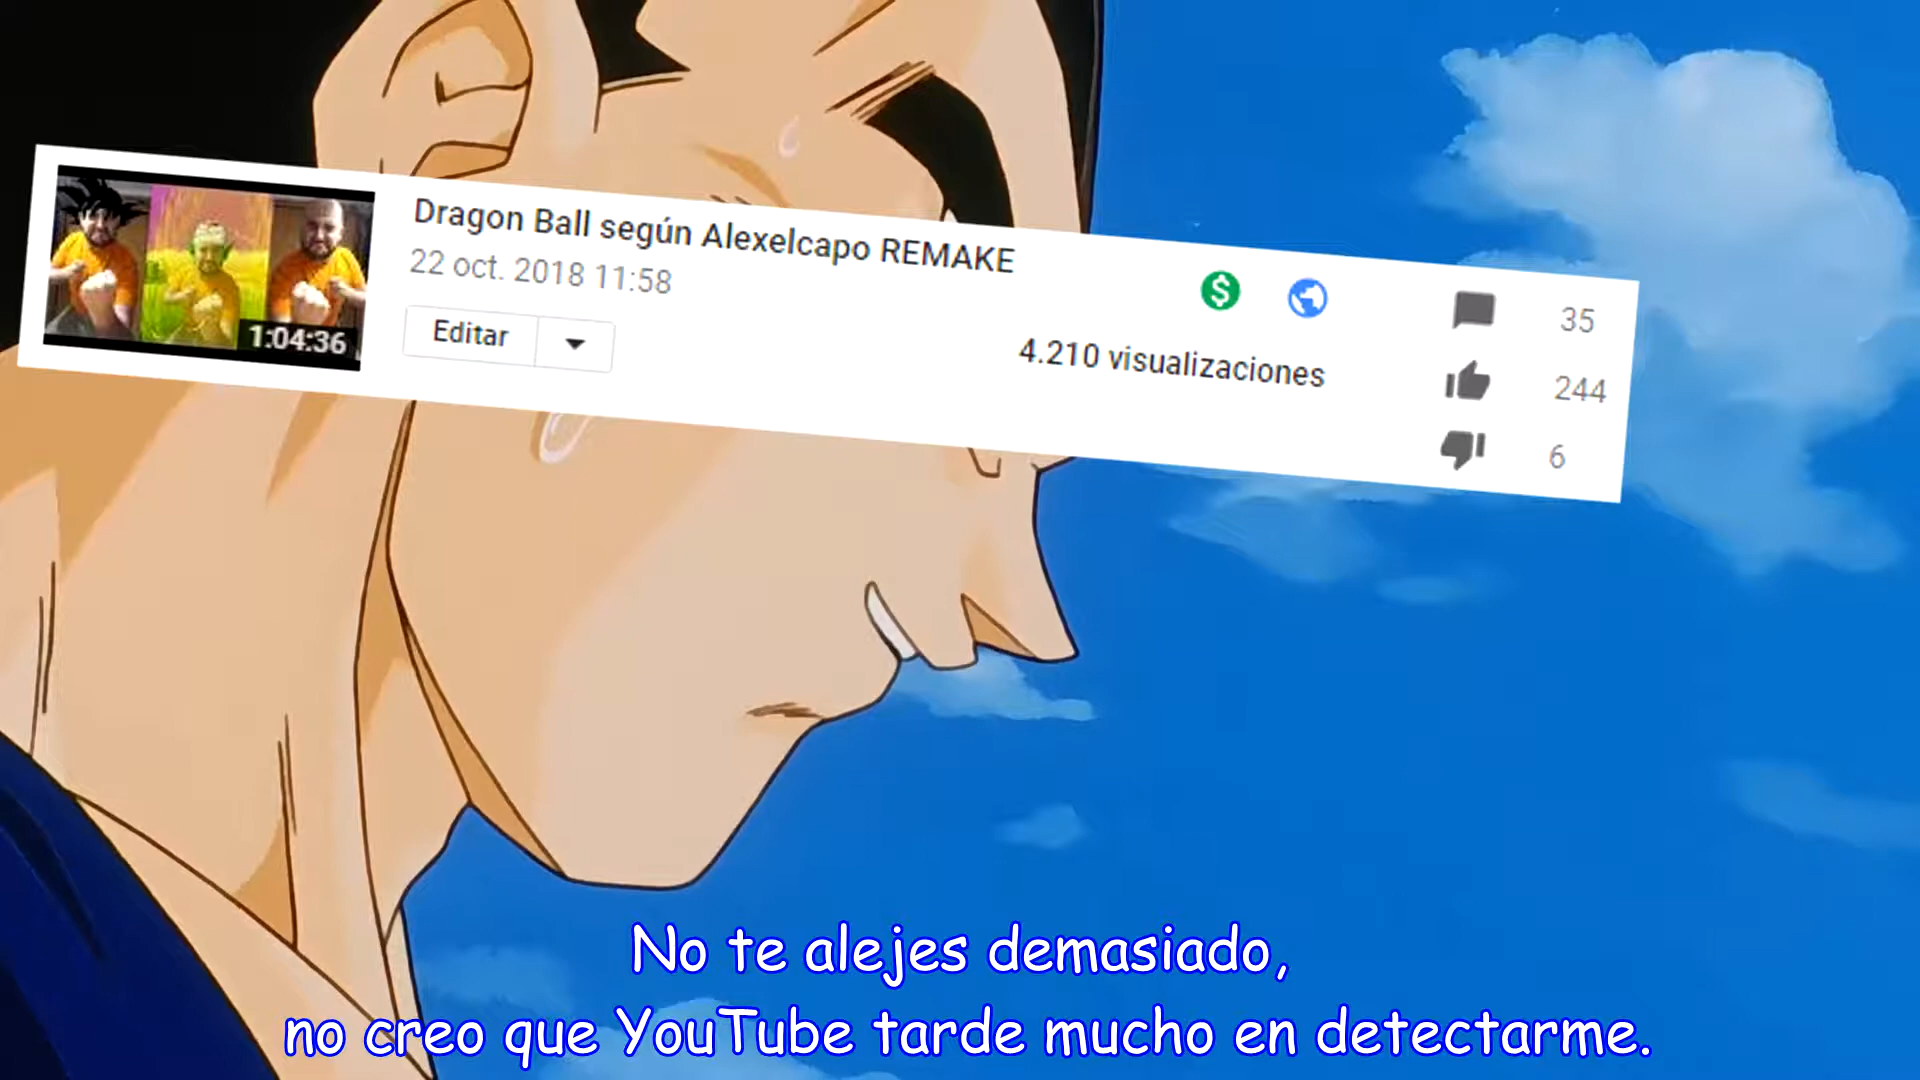 Dragon Ball según Alexelcapo REMAKE
22 oct. 2018 11:58
1:04:36
Editar
4.210 visualizaciones
35
244
6
No te alejes demasiado,
no creo que YouTube tarde mucho en detectarme.